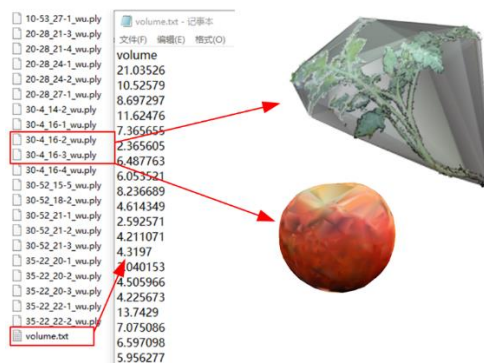 10-53_27-1_wu.ply
20-28_21-3_wu.ply
20-28_21-4_wu.ply
20-28_24-1_wu.ply
20-28_24-2_wu.ply
20-28_27-1_wu.ply
30-4_14-2_wu.ply
30-4_16-1_wu.ply
30-4_16-2_wu.ply
30-4_16-3_wu.ply
30-4_16-4_wu.ply
30-52_15-5_wu.ply
30-52_18-2_wu.ply
30-52_21-1_wu.ply
30-52_21-2_wu.ply
30-52_21-3_wu.ply
35-22_20-1_wu.ply
35-22_20-2_wu.ply
35-22_20-3_wu.ply
35-22_22-1_wu.ply
35-22_22-2_wu.ply
volume.txt
volume.txt - 记事本
文件(F) 编辑(E) 格式(O)
volume
21.03526
10.52579
8.697297
11.62476
7.365655
2.365605
6.487763
6.053521
8.236689
4.614349
2.592571
4.211071
4.3197
4.505966
4.225673
13.7429
7.075086
6.597098
5.956277